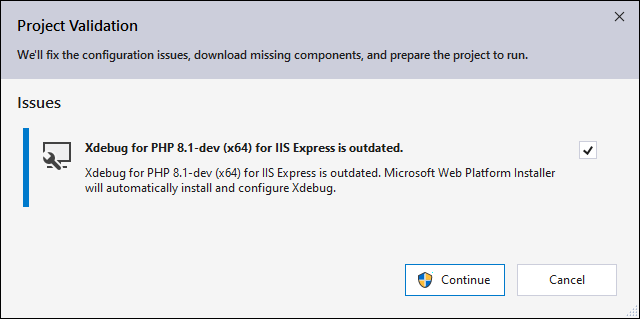 Project Validation
We'll fix the configuration issues, download missing components, and prepare the project to run.
Issues
Xdebug for PHP 8.1-dev (x64) for IIS Express is outdated.
Xdebug for PHP 8.1-dev (x64) for IIS Express is outdated. Microsoft Web Platform Installer
will automatically install and configure Xdebug.
Continue
Cancel